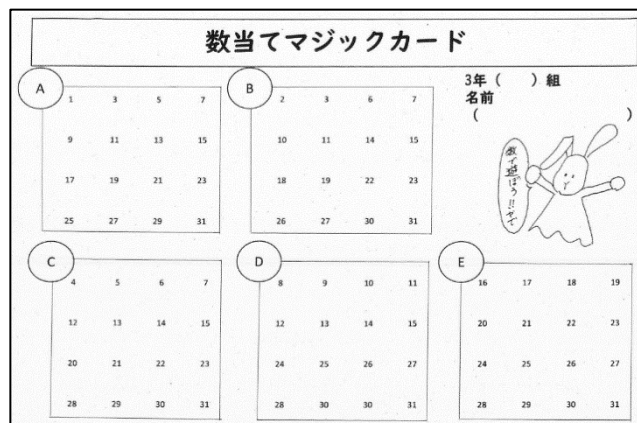 数当てマジックカード
3年（　　）組
名前
（　　　　　　　　　　）
A
1 3 5 7
9 11 13 15
17 19 21 23
25 27 29 31
B
2 3 6 7
10 11 14 15
18 19 22 23
26 27 30 31
数で遊ぼう!!
C
4 5 6 7
12 13 14 15
20 21 22 23
28 29 30 31
D
8 9 10 11
12 13 14 15
24 25 26 27
28 30 30 31
E
16 17 18 19
20 21 22 23
24 25 26 27
28 29 30 31